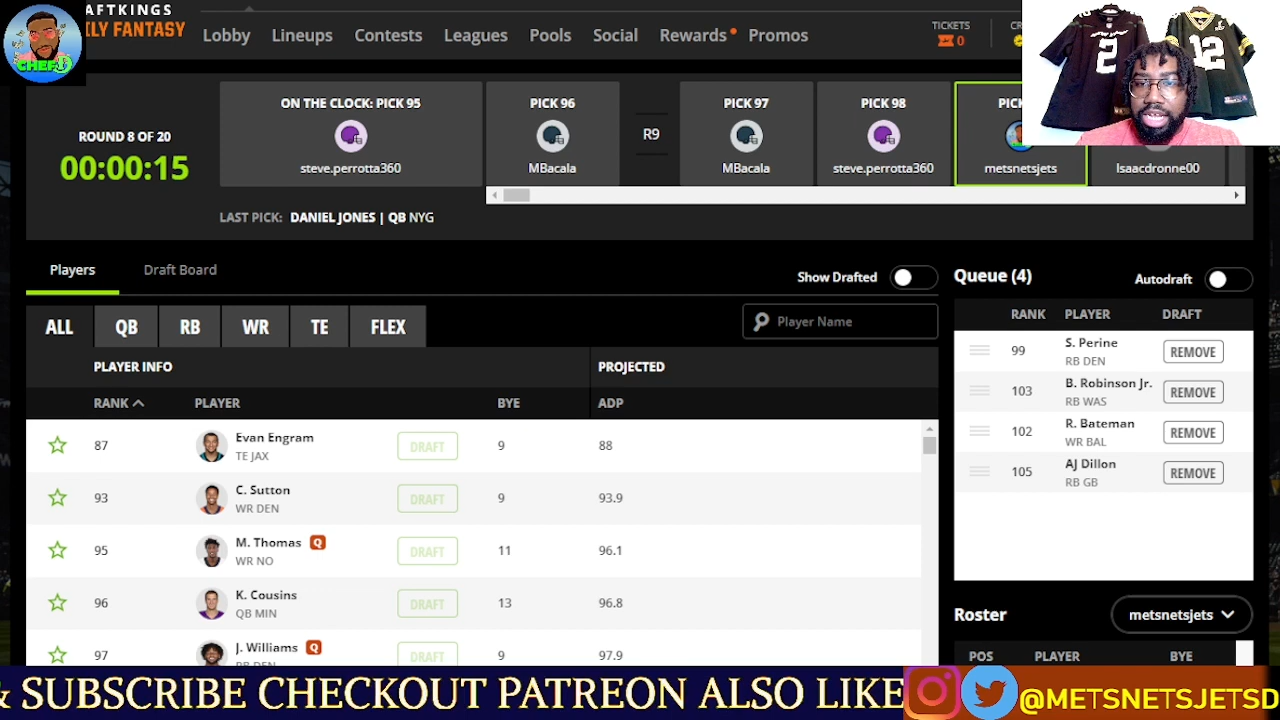 AFTKINGS
LY FANTASY
CHEF
Lobby Lineups Contests Leagues Pools Social Rewards Promos
TICKETS
0
ROUND 8 OF 20
00:00:15
ON THE CLOCK: PICK 95
steve.perrotta360
PICK 96
MBacala
R9
PICK 97
MBacala
PICK 98
steve.perrotta360
PIC
metsnetsjets
Isaacdronne00
2
12
LAST PICK: DANIEL JONES | QB NYG
Players Draft Board
Show Drafted
ALL QB RB WR TE FLEX
Player Name
PLAYER INFO PROJECTED
RANK PLAYER BYE ADP
87 Evan Engram DRAFT 9 88
TE JAX
93 C. Sutton DRAFT 9 93.9
WR DEN
95 M. Thomas Q DRAFT 11 96.1
WR NO
96 K. Cousins DRAFT 13 96.8
QB MIN
97 J. Williams Q DRAFT 9 97.9
RB DEN
Queue (4) Autodraft
RANK PLAYER DRAFT
99 S. Perine REMOVE
RB DEN
103 B. Robinson Jr. REMOVE
RB WAS
102 R. Bateman REMOVE
WR BAL
105 AJ Dillon REMOVE
RB GB
Roster metsnetsjets
POS PLAYER BYE
& SUBSCRIBE CHECKOUT PATREON ALSO LIKE
@METSNETSJETSD